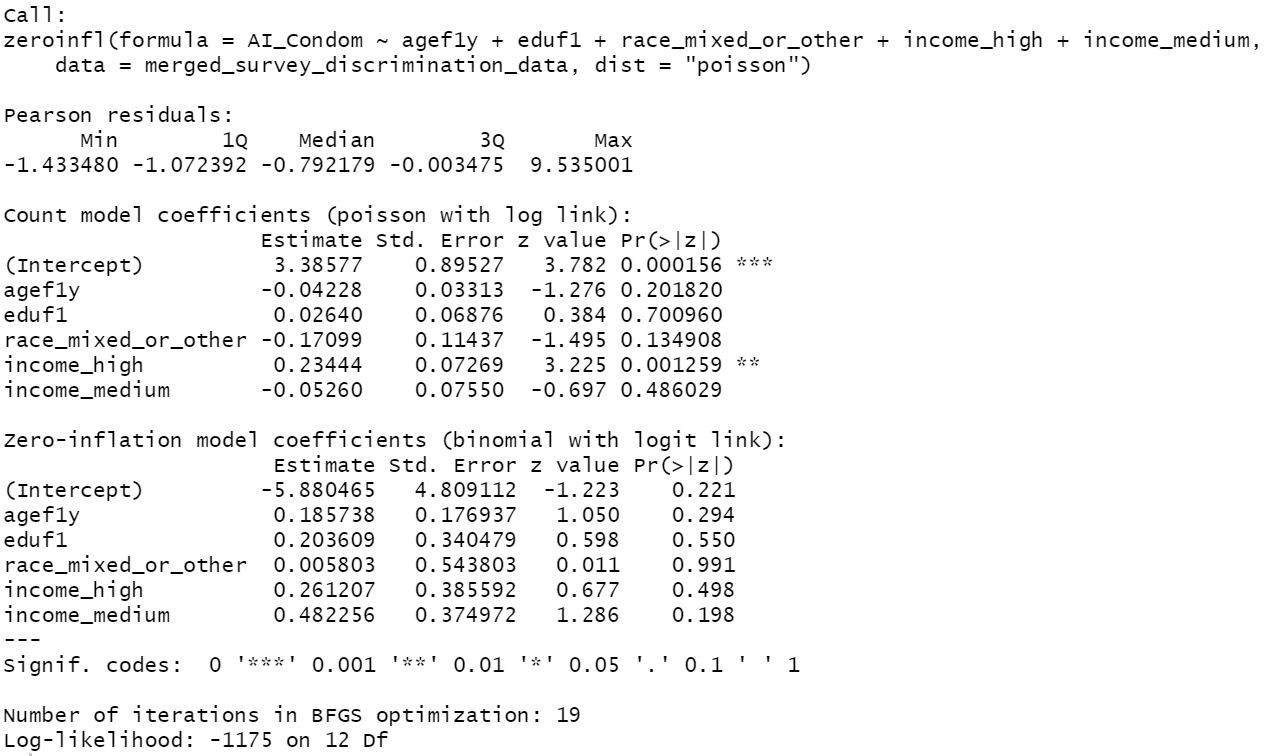 Call:
zeroinfl(formula = AI_Condom ~ agef1y + eduf1 + race_mixed_or_other + income_high + income_medium,
    data = merged_survey_discrimination_data, dist = "poisson")

Pearson residuals:
      Min        1Q    Median        3Q       Max
-1.433480 -1.072392 -0.792179 -0.003475  9.535001

Count model coefficients (poisson with log link):
                    Estimate Std. Error z value Pr(>|z|)
(Intercept)          3.38577    0.89527   3.782 0.000156 ***
agef1y              -0.04228    0.03313  -1.276 0.201820
eduf1                0.02640    0.06876   0.384 0.700960
race_mixed_or_other -0.17099    0.11437  -1.495 0.134908
income_high          0.23444    0.07269   3.225 0.001259 **
income_medium       -0.05260    0.07550  -0.697 0.486029

Zero-inflation model coefficients (binomial with logit link):
                     Estimate Std. Error z value Pr(>|z|)
(Intercept)         -5.880465   4.809112  -1.223    0.221
agef1y               0.185738   0.176937   1.050    0.294
eduf1                0.203609   0.340479   0.598    0.550
race_mixed_or_other  0.005803   0.543803   0.011    0.991
income_high          0.261207   0.385592   0.677    0.498
income_medium        0.482256   0.374972   1.286    0.198
---
Signif. codes:  0 '***' 0.001 '**' 0.01 '*' 0.05 '.' 0.1 ' ' 1

Number of iterations in BFGS optimization: 19
Log-likelihood: -1175 on 12 Df